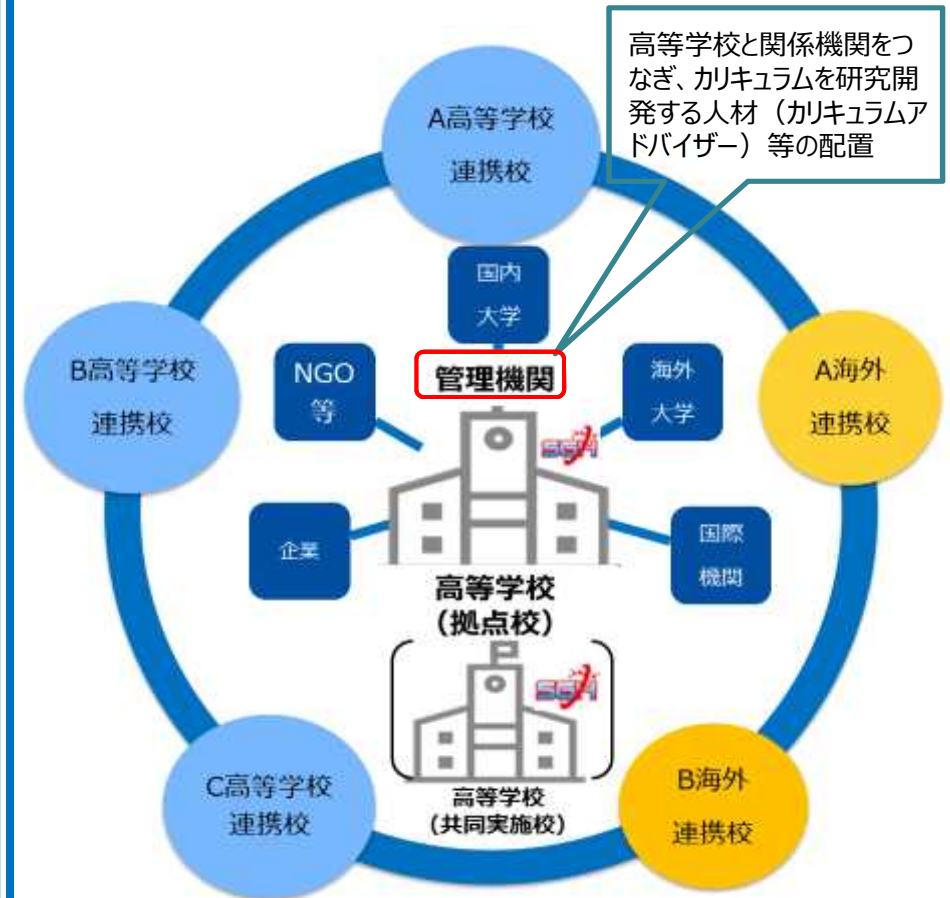 高等学校と関係機関をつ
なぎ、カリキュラムを研究開
発する人材（カリキュラムア
ドバイザー）等の配置
A高等学校
連携校
国内
大学
管理機関
NGO
等
海外
大学
B高等学校
連携校
A海外
連携校
SGH
企業
国際
機関
高等学校
（拠点校）
SGH
高等学校
（共同実施校）
C高等学校
連携校
B海外
連携校